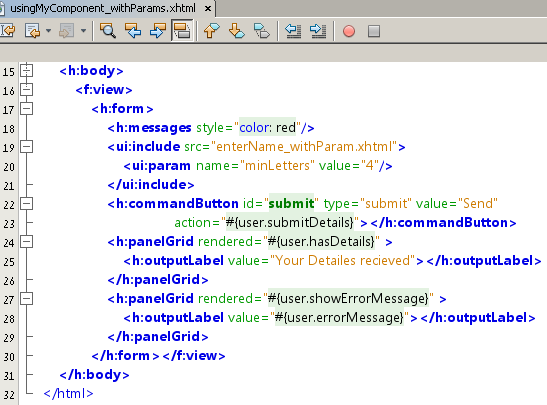 usingMyComponent_withParams.xhtml
15 <h:body>
16 <f:view>
17 <h:form>
18 <h:messages style="color: red"/>
19 <ui:include src="enterName_withParam.xhtml">
20 <ui:param name="minLetters" value="4"/>
21 </ui:include>
22 <h:commandButton id="submit" type="submit" value="Send"
23 action="#{user.submitDetails}"></h:commandButton>
24 <h:panelGrid rendered="#{user.hasDetails}" >
25 <h:outputLabel value="Your Detailes recieved"></h:outputLabel>
26 </h:panelGrid>
27 <h:panelGrid rendered="#{user.showErrorMessage}" >
28 <h:outputLabel value="#{user.errorMessage}"></h:outputLabel>
29 </h:panelGrid>
30 </h:form></f:view>
31 </h:body>
32 </html>